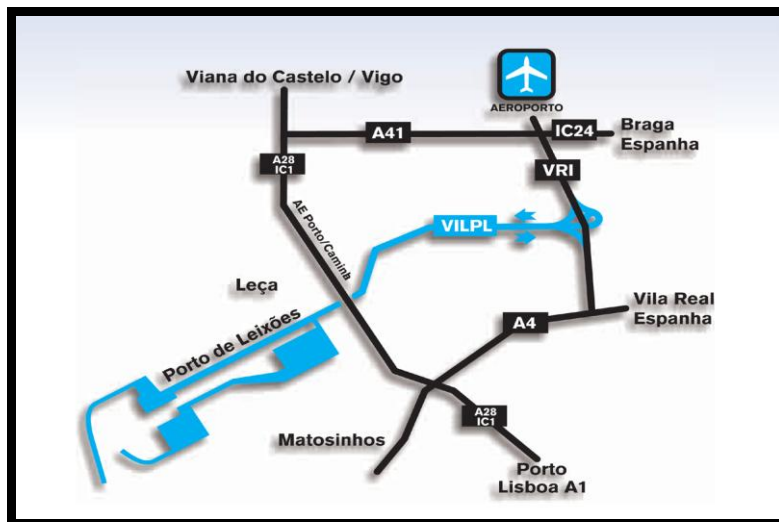 Viana do Castelo / Vigo
AEROPORTO
A41
IC24
Braga
Espanha
A28
IC1
VRI
AE Porto/Caminh
VILPL
Leça
Porto de Leixões
Vila Real
Espanha
A4
A28
IC1
Matosinhos
Porto
Lisboa A1